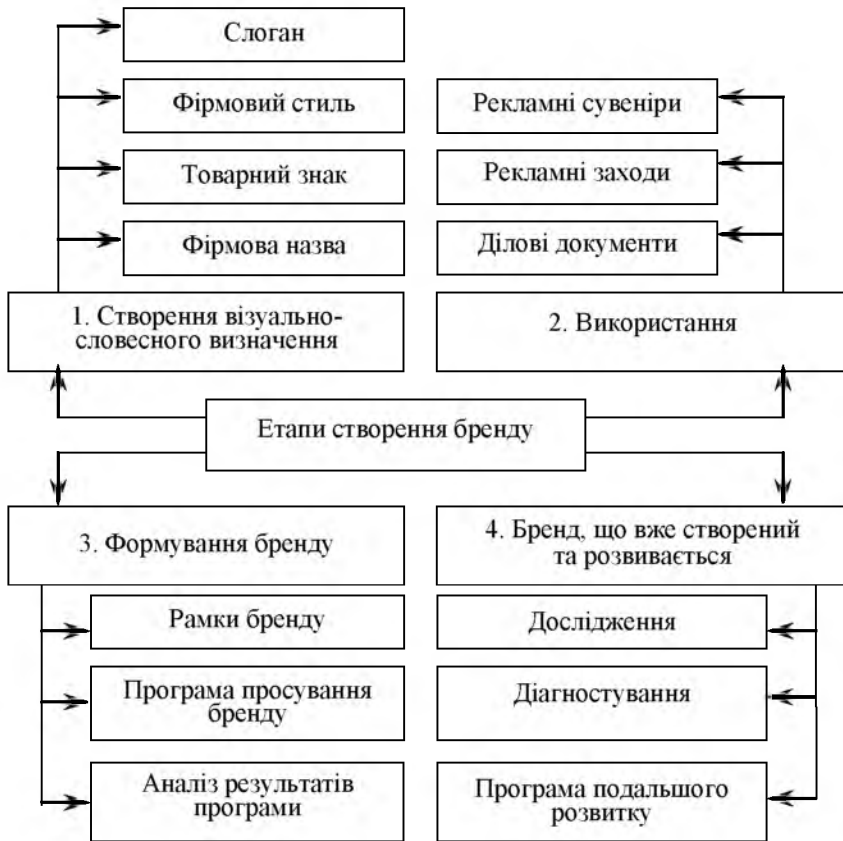 Слоган
Фірмовий стиль
Рекламні сувеніри
Товарний знак
Рекламні заходи
Фірмова назва
Ділові документи
1. Створення візуально-
словесного визначення
2. Використання
Етапи створення бренду
3. Формування бренду
4. Бренд, що вже створений
та розвивається
Рамки бренду
Дослідження
Програма просування
бренду
Діагностування
Аналіз результатів
програми
Програма подальшого
розвитку